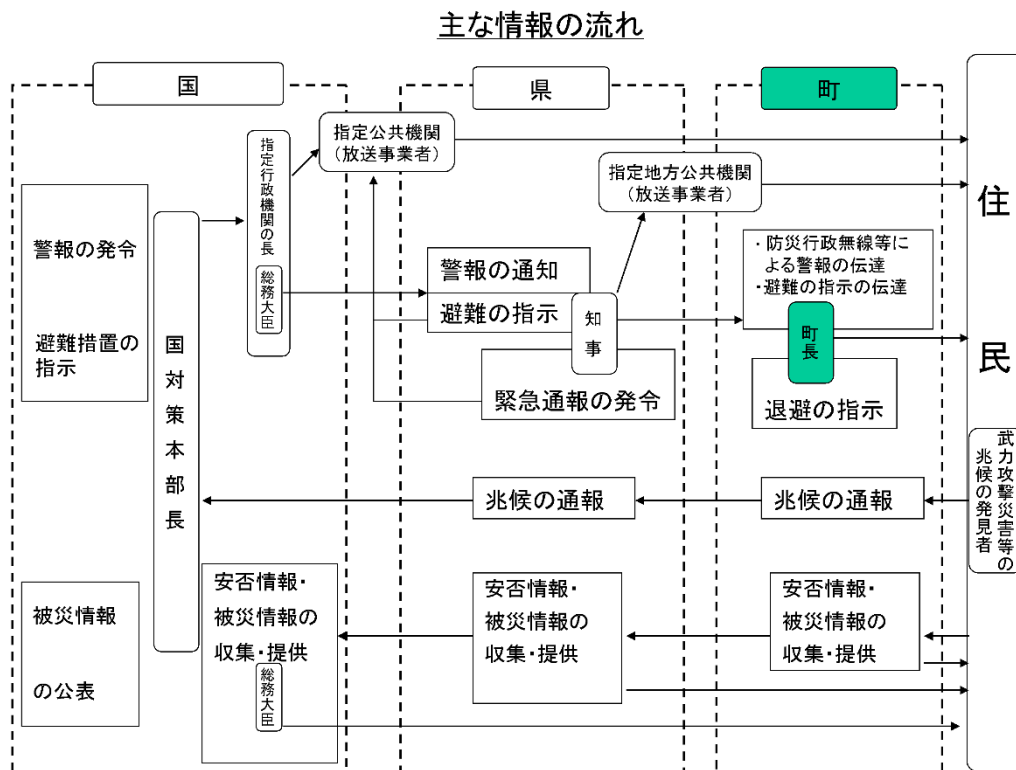 主な情報の流れ
国
県
町
指定公共機関
（放送事業者）
指定地方公共機関
（放送事業者）
指定行政機関の長
総務大臣
警報の発令
避難措置の
指示
国対策本部長
警報の通知
避難の指示
知事
緊急通報の発令
・防災行政無線等に
よる警報の伝達
・避難の指示の伝達
町長
退避の指示
住民
武力攻撃災害等の
兆候の発見者
兆候の通報
兆候の通報
被災情報
の公表
安否情報・
被災情報の
収集・提供
総務大臣
安否情報・
被災情報の
収集・提供
安否情報・
被災情報の
収集・提供